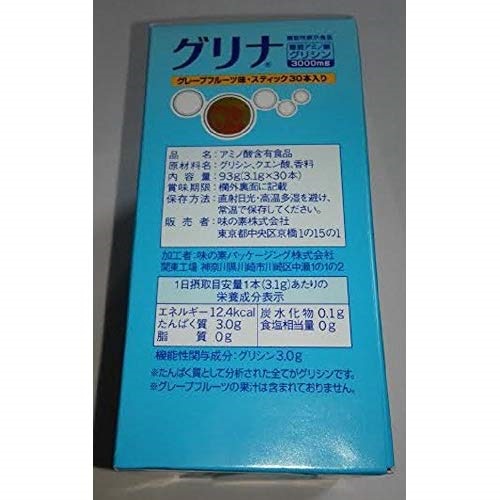 機能性表示食品
グリナ®
睡眠アミノ酸
グリシン
3000mg
グレープフルーツ味・スティック30本入り
品名:アミノ酸含有食品
原材料名:グリシン、クエン酸、香料
内容量:93g(3.1g×30本)
賞味期限:欄外裏面に記載
保存方法:直射日光・高温多湿を避け、
常温で保存してください。
販売者:味の素株式会社
東京都中央区京橋1の15の1
加工者:味の素パッケージング株式会社
関東工場 神奈川県川崎市川崎区中瀬1の1の2
1日摂取目安量1本(3.1g)あたりの
栄養成分表示
エネルギー 12.4kcal 炭水化物 0.1g
たんぱく質 3.0g 食塩相当量 0g
脂質 0g
機能性関与成分:グリシン3.0g
※たんぱく質として分析された全てがグリシンです。
※グレープフルーツの果汁は含まれておりません。